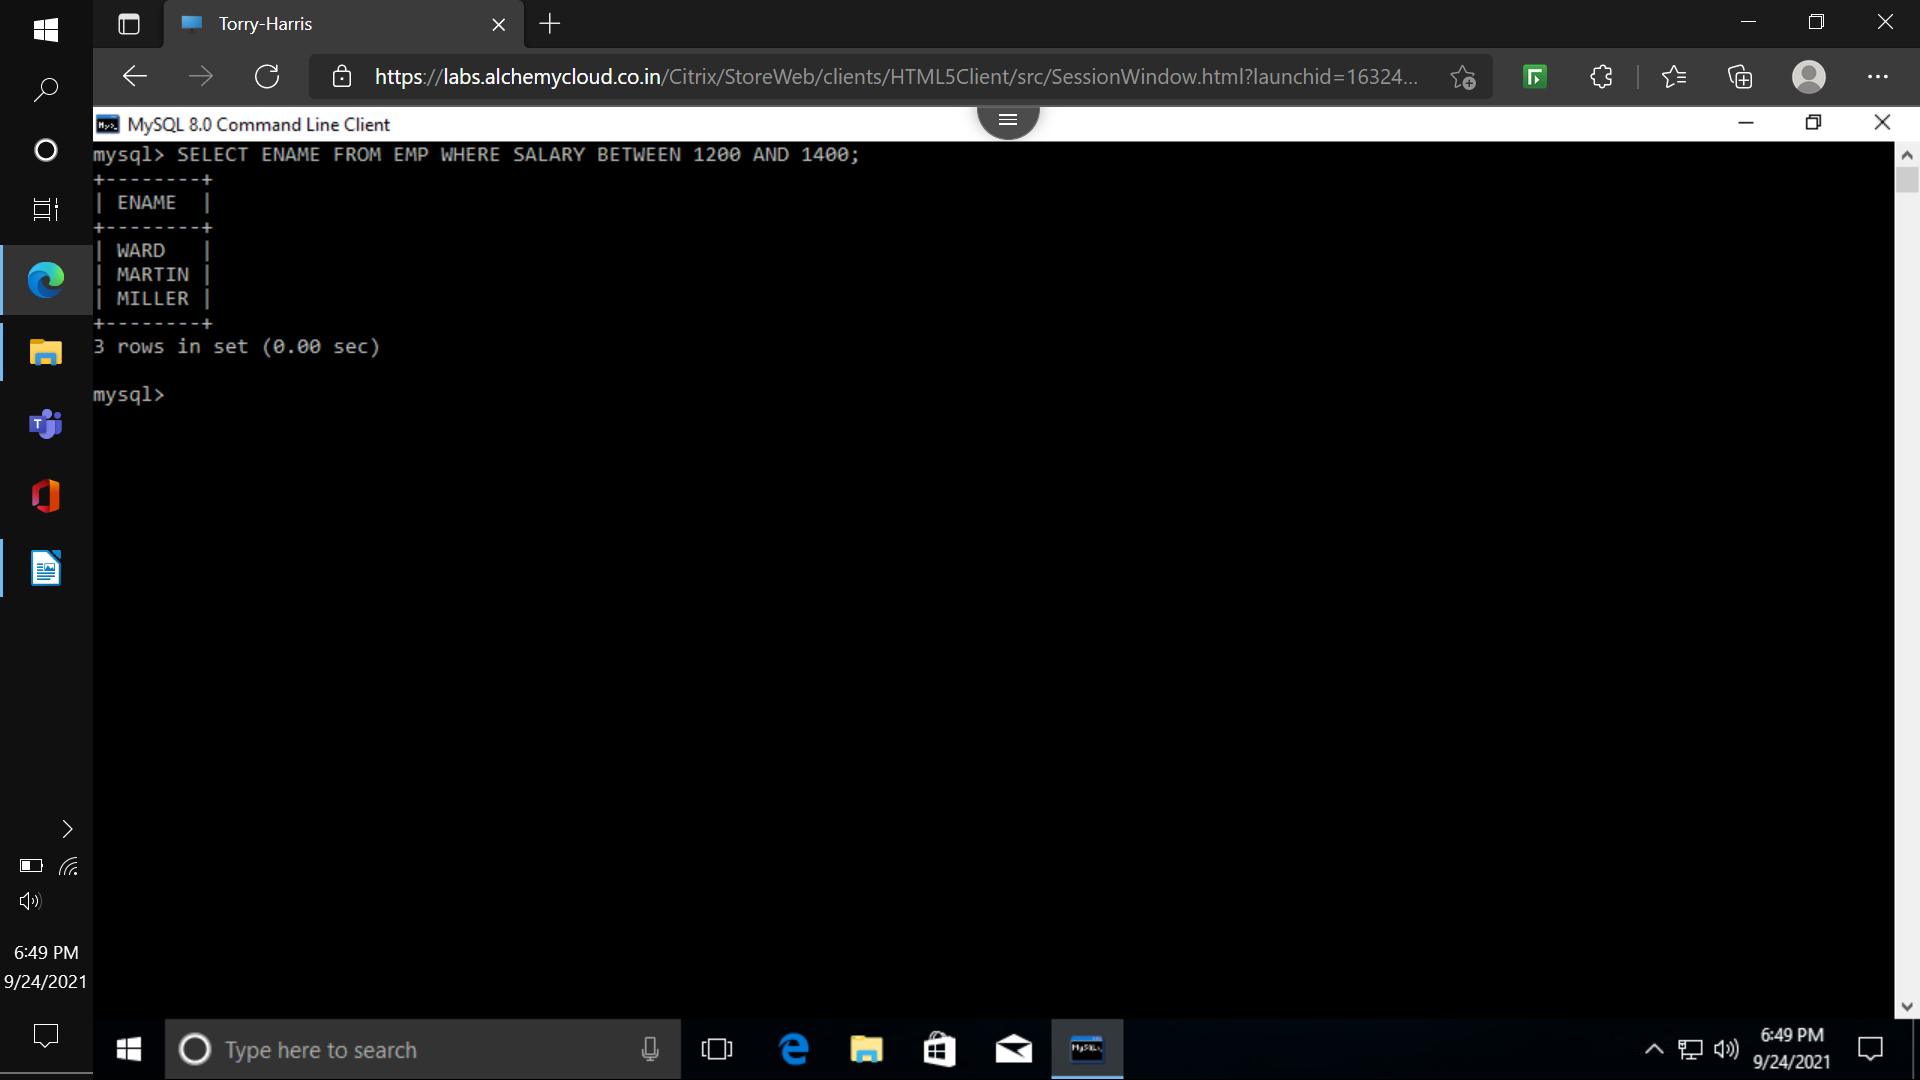 Torry-Harris
https://labs.alchemycloud.co.in/Citrix/StoreWeb/clients/HTML5Client/src/SessionWindow.html?launchid=16324...
MySQL 8.0 Command Line Client
mysql> SELECT ENAME FROM EMP WHERE SALARY BETWEEN 1200 AND 1400;
+--------+
| ENAME  |
+--------+
| WARD   |
| MARTIN |
| MILLER |
+--------+
3 rows in set (0.00 sec)
mysql>
6:49 PM
9/24/2021
Type here to search
6:49 PM
9/24/2021